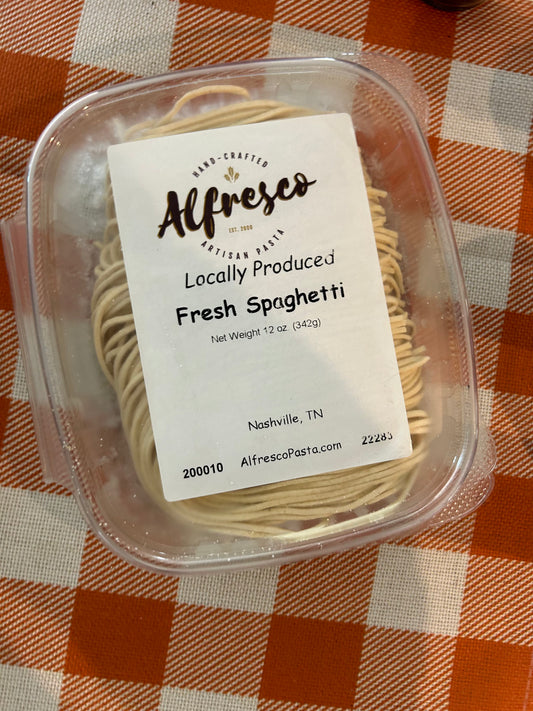 HAND-CRAFTED
Alfresco
EST. 2000
ARTISAN PASTA
Locally Produced
Fresh Spaghetti
Net Weight 12 oz. (342g)
Nashville, TN
200010 AlfrescoPasta.com 22283